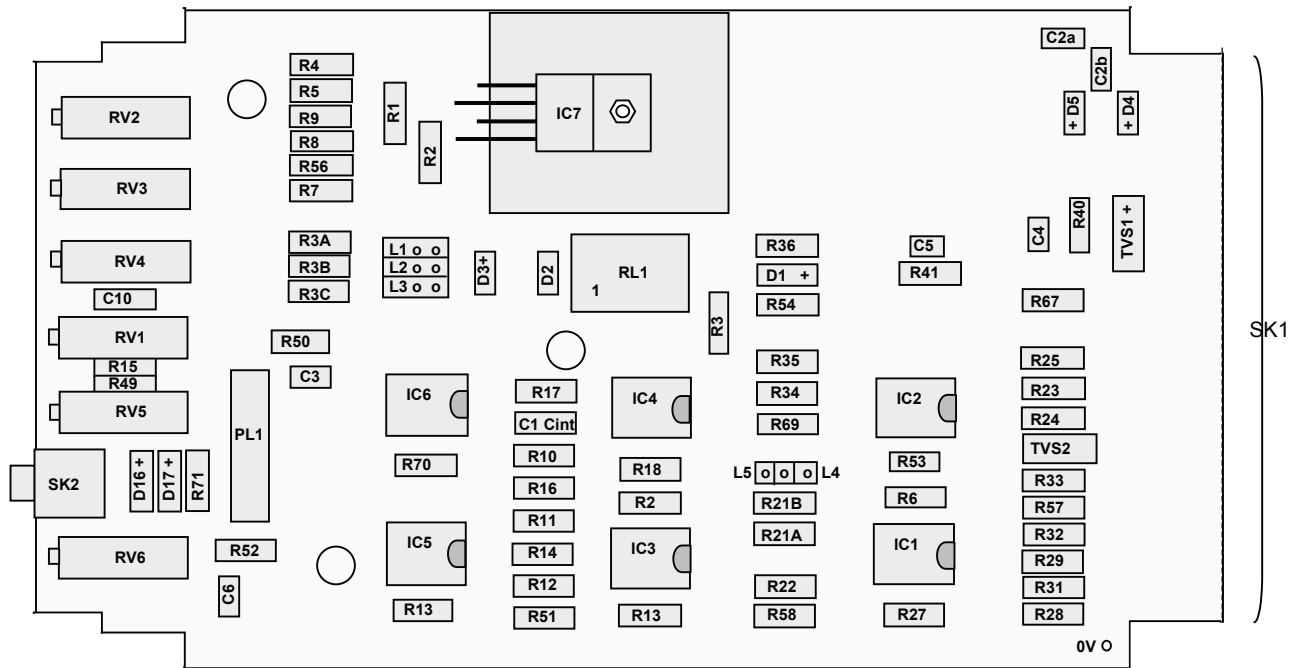 C2a
C2b
R4
R5
R9
R8
R56
R7
R1
R2
IC7
+ D5
+ D4
RV2
RV3
RV4
C10
RV1
R15
R49
RV5
R3A
R3B
R3C
L1 o o
L2 o o
L3 o o
D3+
D2
RL1
1
R3
R36
D1 +
R54
C5
R41
C4
R40
TVS1 +
R67
SK1
R50
C3
PL1
IC6
R17
C1 Cint
IC4
R35
R34
R69
IC2
R25
R23
R24
TVS2
SK2
D16 +
D17 +
R71
R70
R10
R16
R11
R14
R12
R51
R18
R2
L5 o o o L4
R21B
R21A
R53
R6
R33
R57
R32
R29
R31
R28
RV6
R52
C6
IC5
R13
IC3
R13
R22
R58
IC1
R27
0V